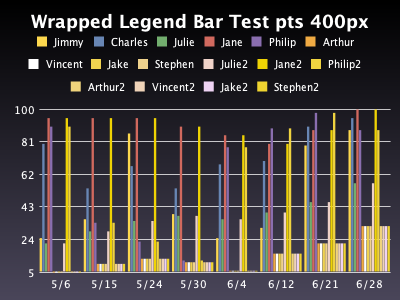 Wrapped Legend Bar Test pts 400px
Jimmy Charles Julie Jane Philip Arthur
Vincent Jake Stephen Julie2 Jane2 Philip2
Arthur2 Vincent2 Jake2 Stephen2
100
81
62
43
24
5
5/6 5/15 5/24 5/30 6/4 6/12 6/21 6/28